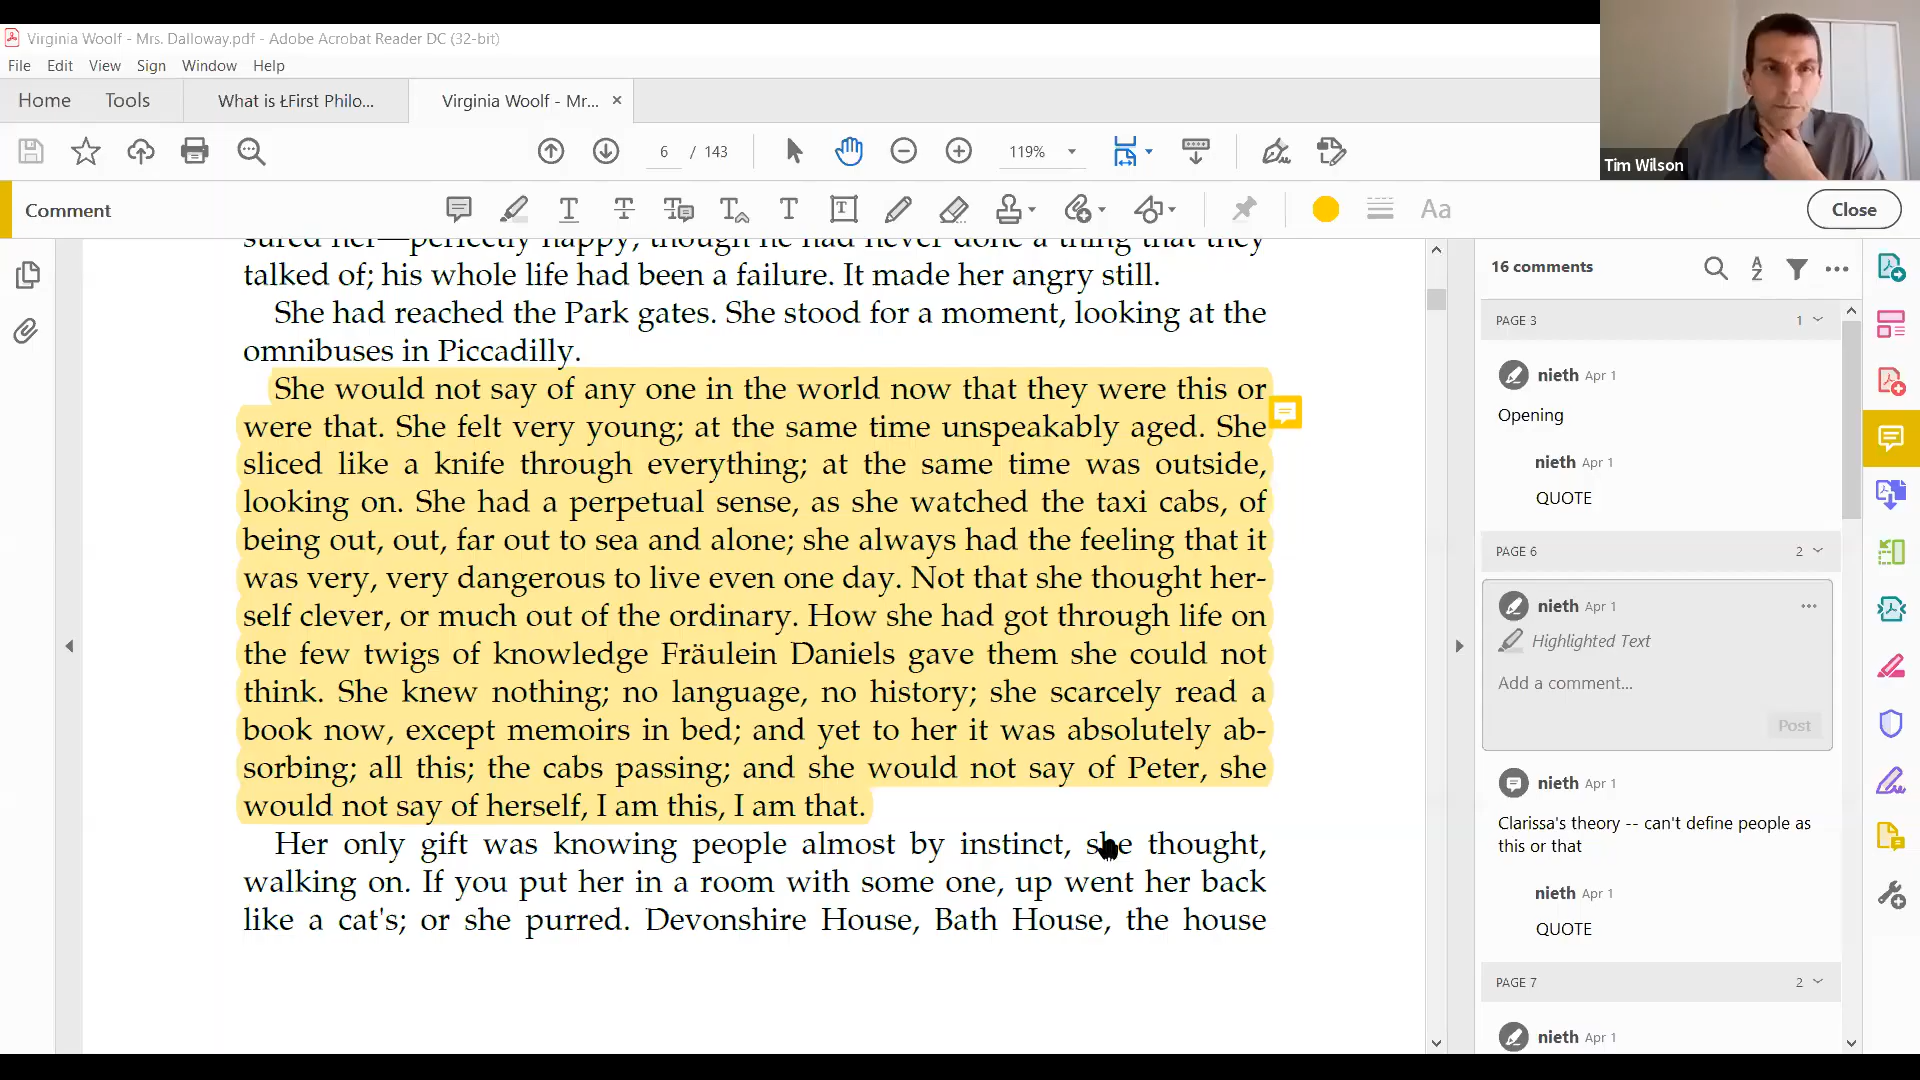 Virginia Woolf - Mrs. Dalloway.pdf - Adobe Acrobat Reader DC (32-bit)
File Edit View Sign Window Help
Home Tools What is ŁFirst Philo... Virginia Woolf - Mr... ×
6 / 143 119%
Tim Wilson
Comment
Aa
Close
sured her—perfectly happy, though he had never done a thing that they
talked of; his whole life had been a failure. It made her angry still.
She had reached the Park gates. She stood for a moment, looking at the
omnibuses in Piccadilly.
She would not say of any one in the world now that they were this or
were that. She felt very young; at the same time unspeakably aged. She
sliced like a knife through everything; at the same time was outside,
looking on. She had a perpetual sense, as she watched the taxi cabs, of
being out, out, far out to sea and alone; she always had the feeling that it
was very, very dangerous to live even one day. Not that she thought her-
self clever, or much out of the ordinary. How she had got through life on
the few twigs of knowledge Fräulein Daniels gave them she could not
think. She knew nothing; no language, no history; she scarcely read a
book now, except memoirs in bed; and yet to her it was absolutely ab-
sorbing; all this; the cabs passing; and she would not say of Peter, she
would not say of herself, I am this, I am that.
Her only gift was knowing people almost by instinct, she thought,
walking on. If you put her in a room with some one, up went her back
like a cat's; or she purred. Devonshire House, Bath House, the house
16 comments
A
Z
PAGE 3 1
nieth Apr 1
Opening
nieth Apr 1
QUOTE
PAGE 6 2
nieth Apr 1
Highlighted Text
Add a comment...
Post
nieth Apr 1
Clarissa's theory -- can't define people as
this or that
nieth Apr 1
QUOTE
PAGE 7 2
nieth Apr 1